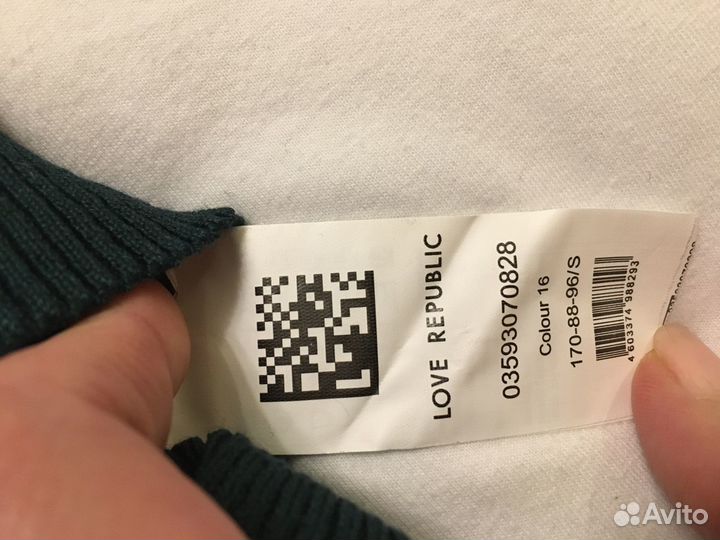 LOVE REPUBLIC
03593070828
Colour 16
170-88-96/S
4 603374 988293
Avito